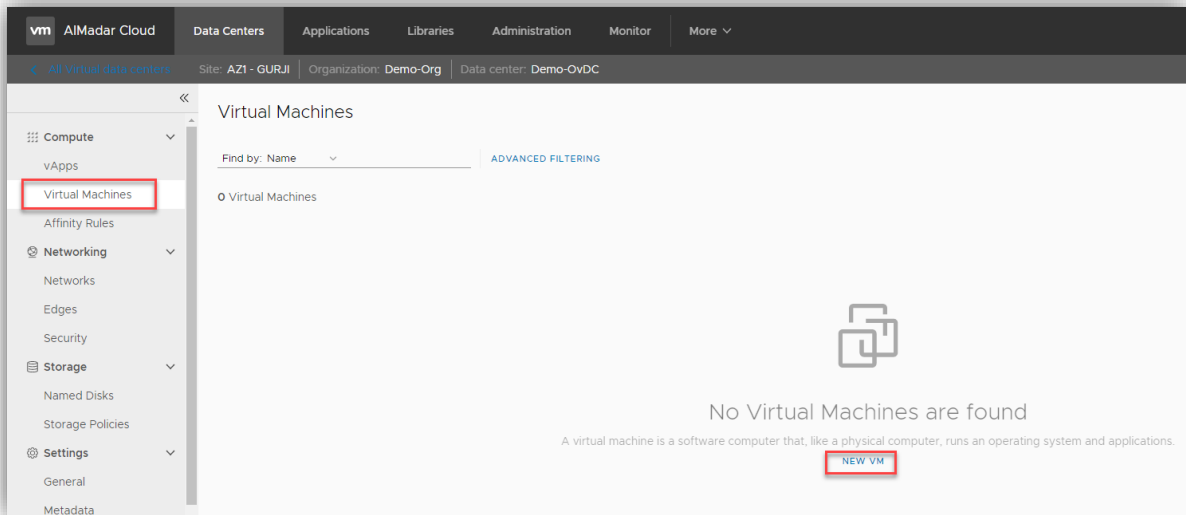 vm AlMadar Cloud Data Centers Applications Libraries Administration Monitor More
All Virtual data centers Site: AZ1 - GURJI Organization: Demo-Org Data center: Demo-OvDC
Virtual Machines
Compute
vApps
Virtual Machines
Affinity Rules
Networking
Networks
Edges
Security
Storage
Named Disks
Storage Policies
Settings
General
Metadata
Find by: Name ADVANCED FILTERING
0 Virtual Machines
No Virtual Machines are found
A virtual machine is a software computer that, like a physical computer, runs an operating system and applications.
NEW VM